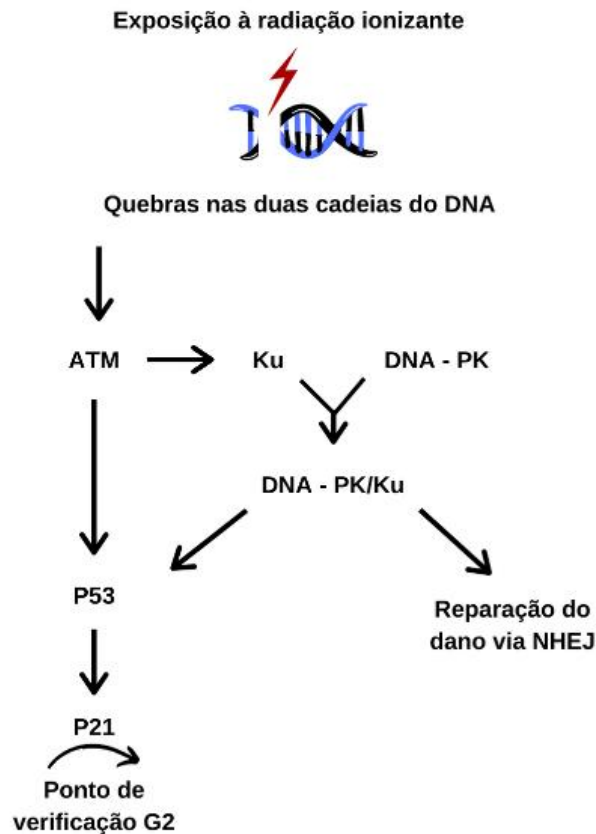 Exposição à radiação ionizante
Quebras nas duas cadeias do DNA
ATM
Ku
DNA - PK
DNA - PK/Ku
P53
Reparação do
dano via NHEJ
P21
Ponto de
verificação G2